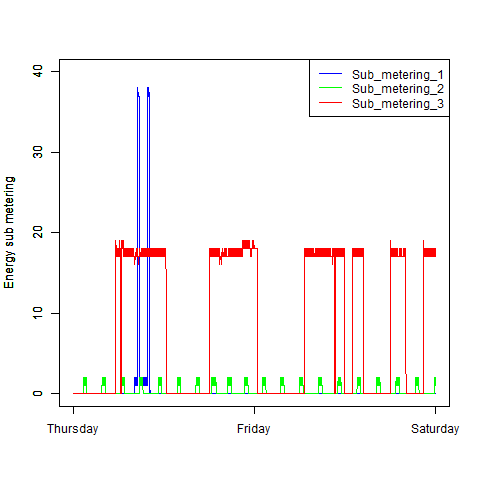 Sub_metering_1
Sub_metering_2
Sub_metering_3
Energy sub metering
40
30
20
10
0
Thursday Friday Saturday